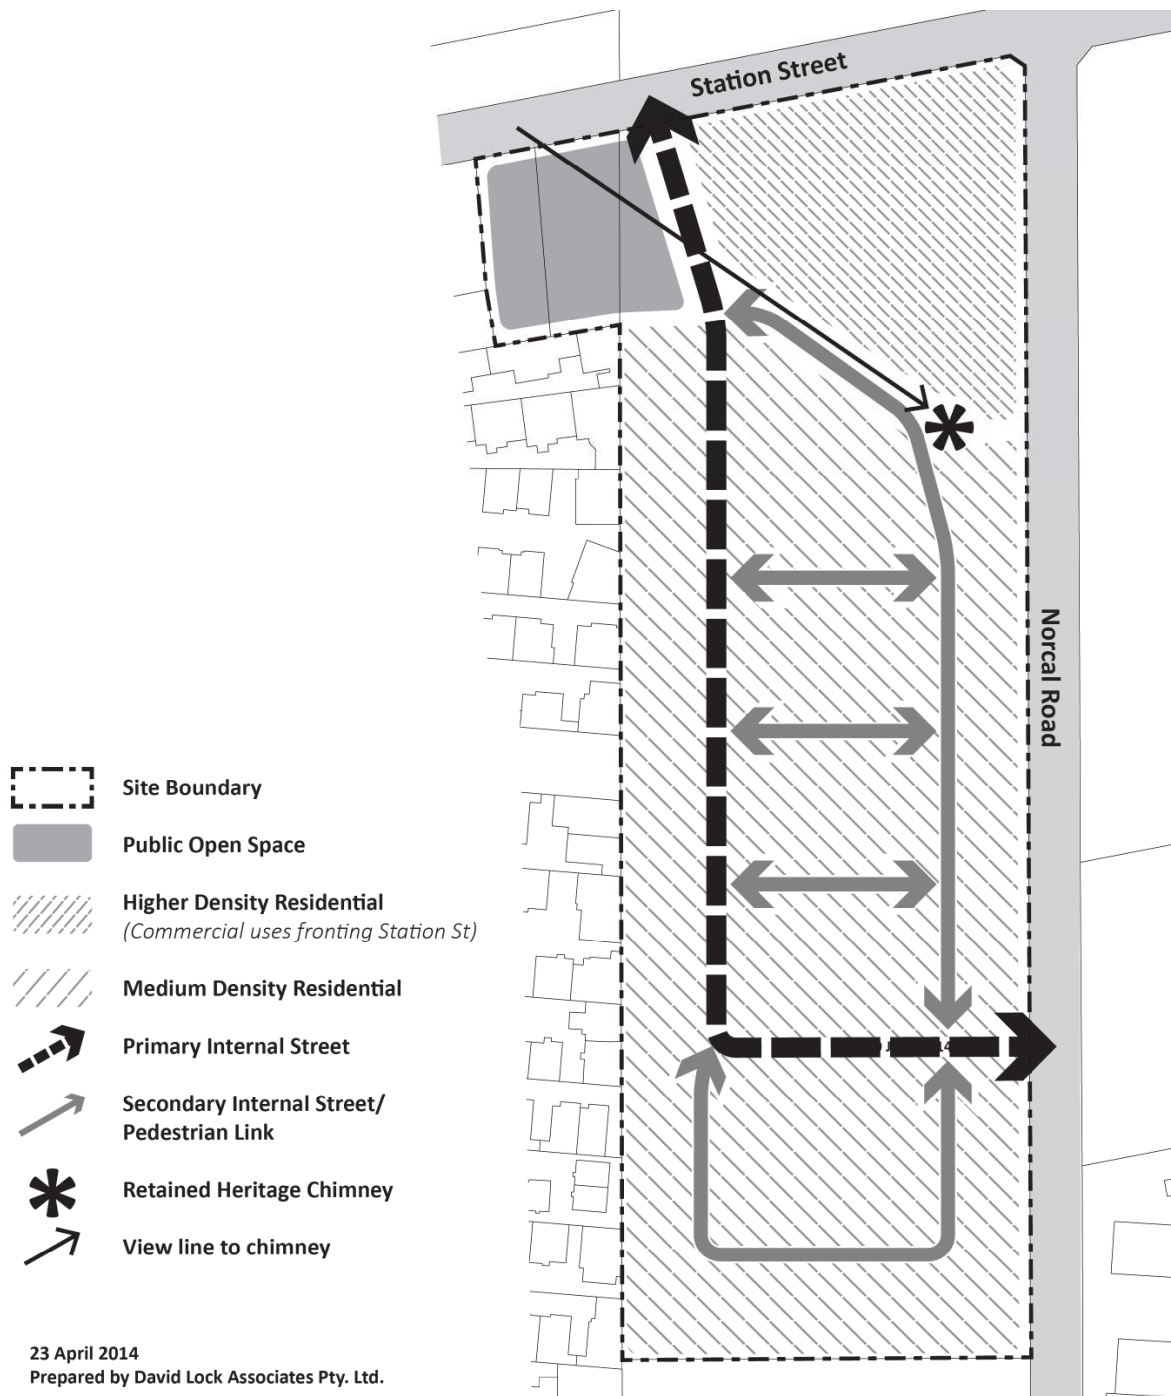 Station Street
Norcal Road
Site Boundary
Public Open Space
Higher Density Residential
(Commercial uses fronting Station St)
Medium Density Residential
Primary Internal Street
Secondary Internal Street/
Pedestrian Link
Retained Heritage Chimney
View line to chimney
23 April 2014
Prepared by David Lock Associates Pty. Ltd.